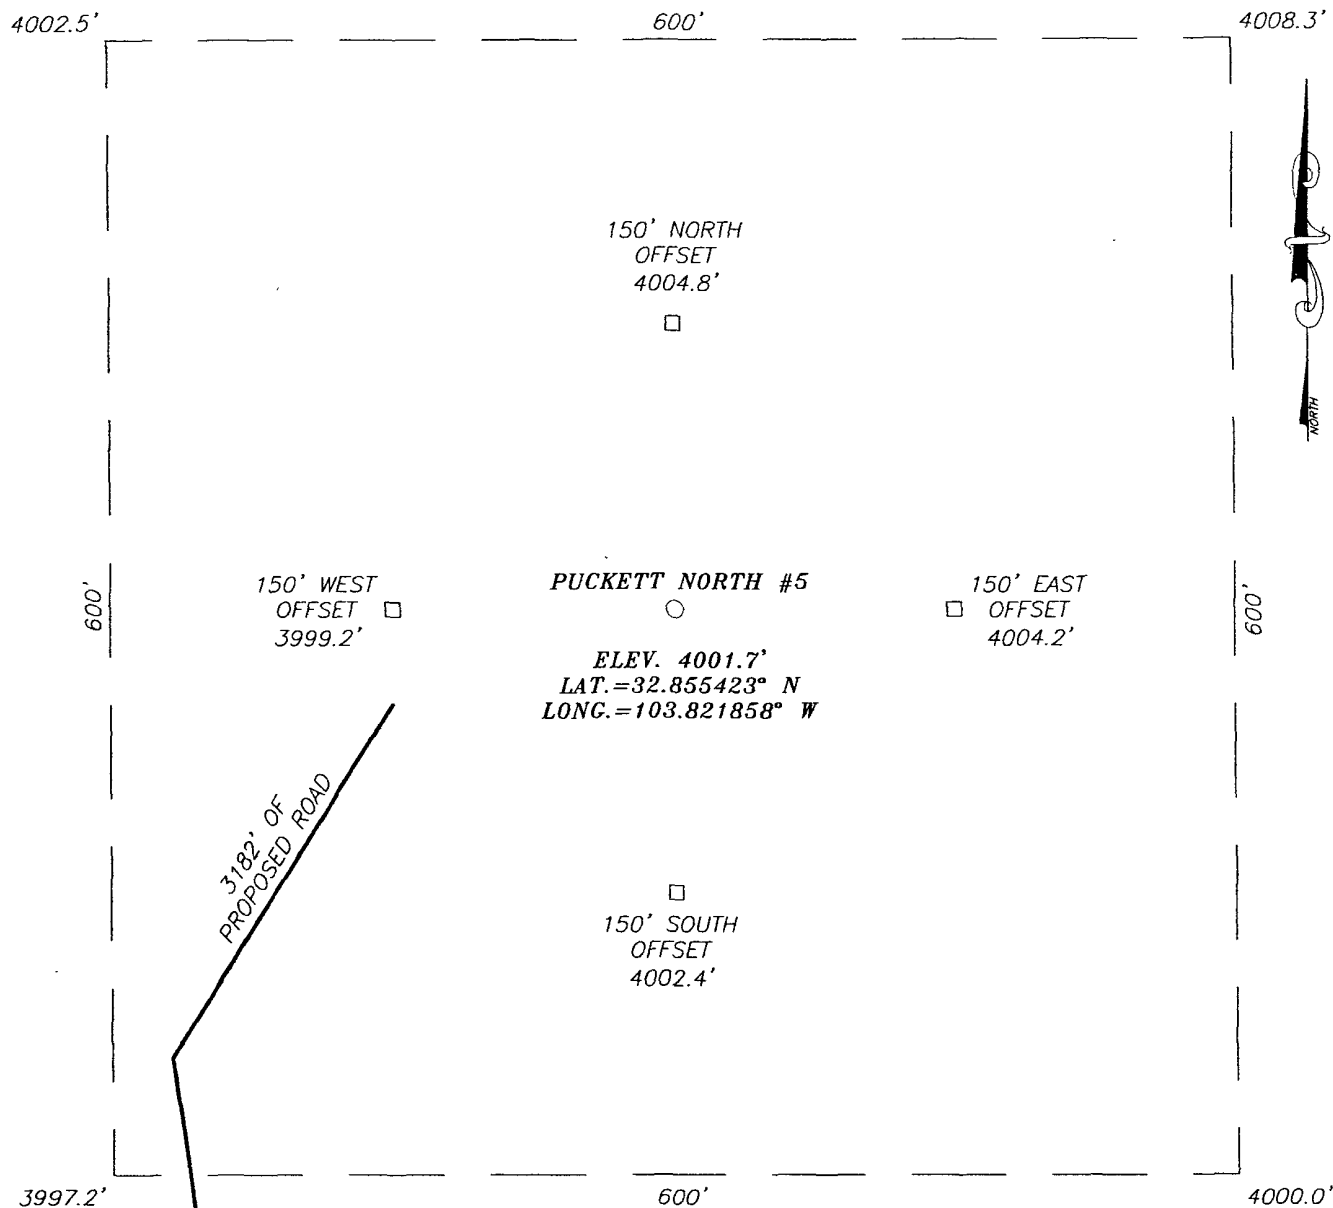 4002.5'
600'
4008.3'
150' NORTH
OFFSET
4004.8'
NORTH
600'
150' WEST
OFFSET
3999.2'
PUCKETT NORTH #5
ELEV. 4001.7'
LAT.=32.855423° N
LONG.=103.821858° W
150' EAST
OFFSET
4004.2'
600'
3182' OF
PROPOSED ROAD
150' SOUTH
OFFSET
4002.4'
3997.2'
600'
4000.0'